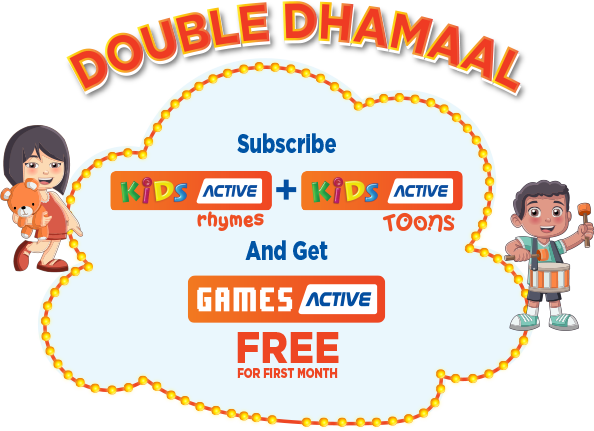 DOUBLE DHAMAAL
Subscribe
KiDS ACTIVE rhymes + KiDS ACTIVE TOONS
And Get
GAMES ACTIVE
FREE
FOR FIRST MONTH